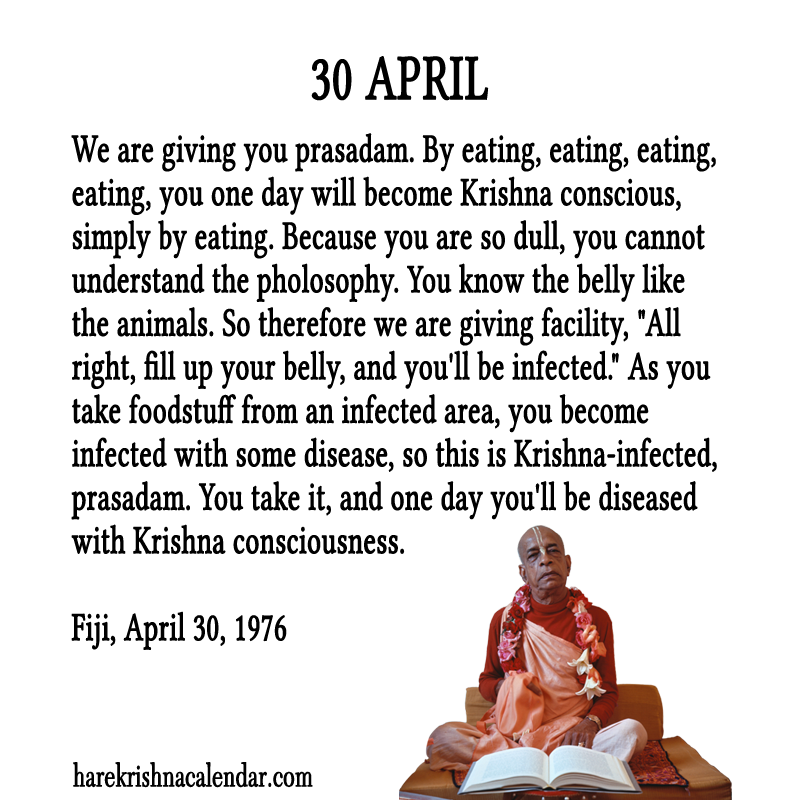 30 APRIL
We are giving you prasadam. By eating, eating, eating,
eating, you one day will become Krishna conscious,
simply by eating. Because you are so dull, you cannot
understand the pholosophy. You know the belly like
the animals. So therefore we are giving facility, "All
right, fill up your belly, and you'll be infected." As you
take foodstuff from an infected area, you become
infected with some disease, so this is Krishna-infected,
prasadam. You take it, and one day you'll be diseased
with Krishna consciousness.
Fiji, April 30, 1976
harekrishnacalendar.com